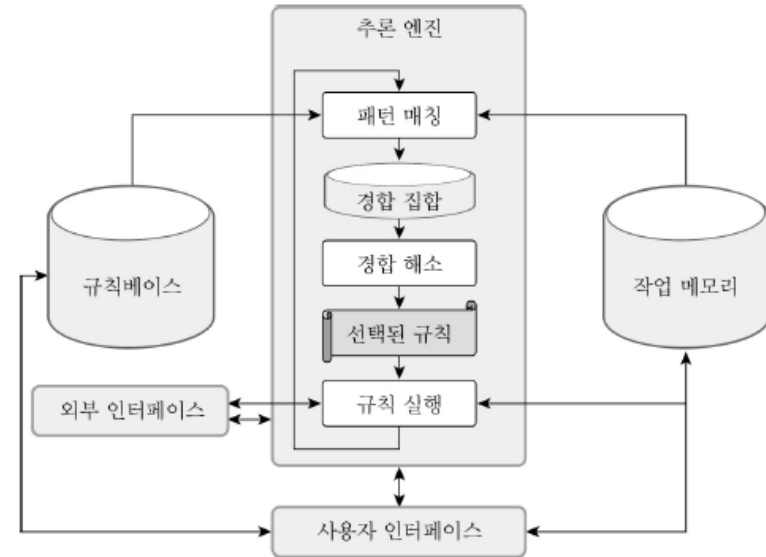 추론 엔진
패턴 매칭
경합 집합
경합 해소
규칙베이스
작업 메모리
선택된 규칙
외부 인터페이스
규칙 실행
사용자 인터페이스